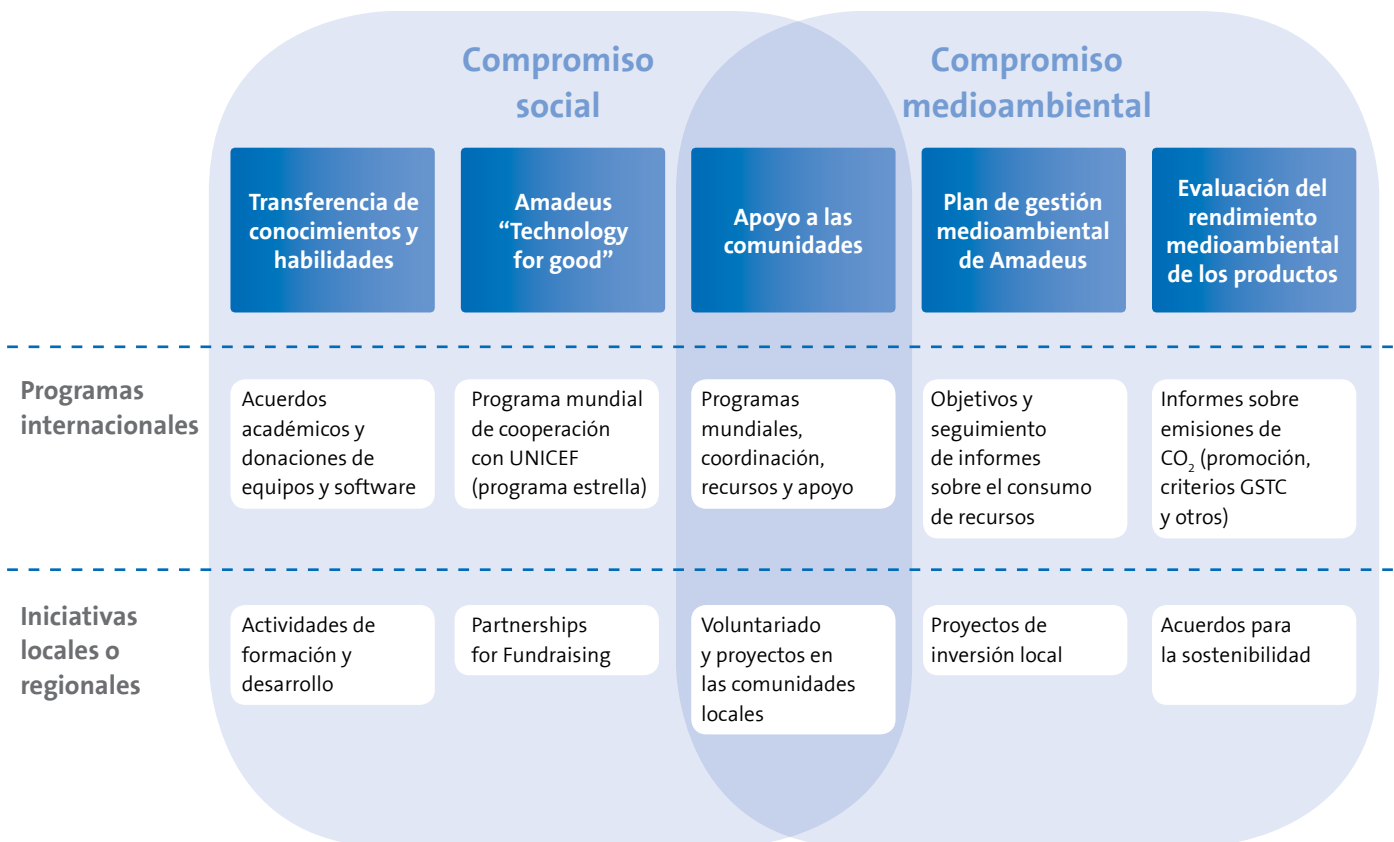 Compromiso
social
Compromiso
medioambiental
Transferencia de
conocimientos y
habilidades
Amadeus
“Technology
for good”
Apoyo a las
comunidades
Plan de gestión
medioambiental
de Amadeus
Evaluación del
rendimiento
medioambiental
de los productos
Programas
internacionales
Acuerdos
académicos y
donaciones de
equipos y software
Programa mundial
de cooperación
con UNICEF
(programa estrella)
Programas
mundiales,
coordinación,
recursos y apoyo
Objetivos y
seguimiento
de informes
sobre el consumo
de recursos
Informes sobre
emisiones de
CO₂ (promoción,
criterios GSTC
y otros)
Iniciativas
locales o
regionales
Actividades de
formación y
desarrollo
Partnerships
for Fundraising
Voluntariado
y proyectos en
las comunidades
locales
Proyectos de
inversión local
Acuerdos para
la sostenibilidad